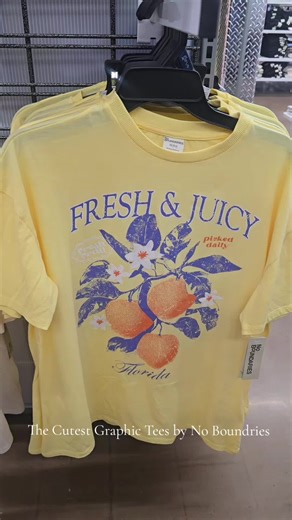 FRESH & JUICY
picked
daily
Florida
NO
BOUNDARIES
The Cutest Graphic Tees by No Boundries